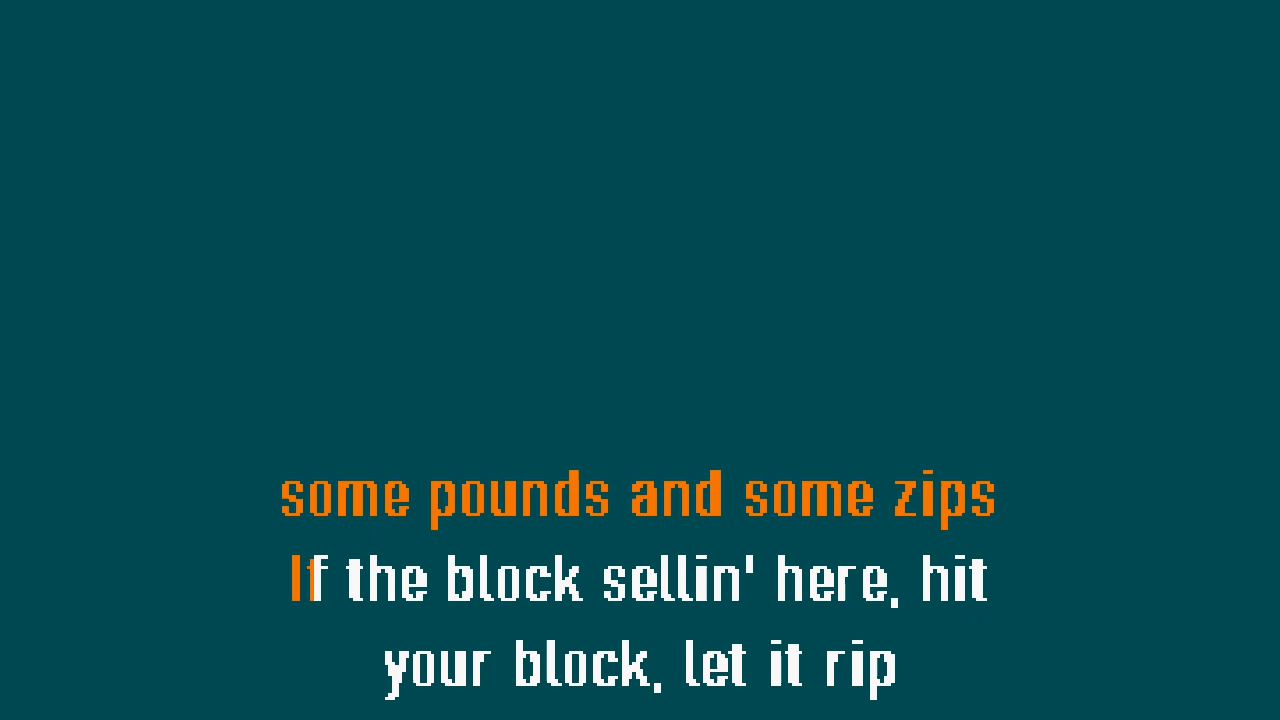 some pounds and some zips
If the block sellin' here, hit
your block, let it rip